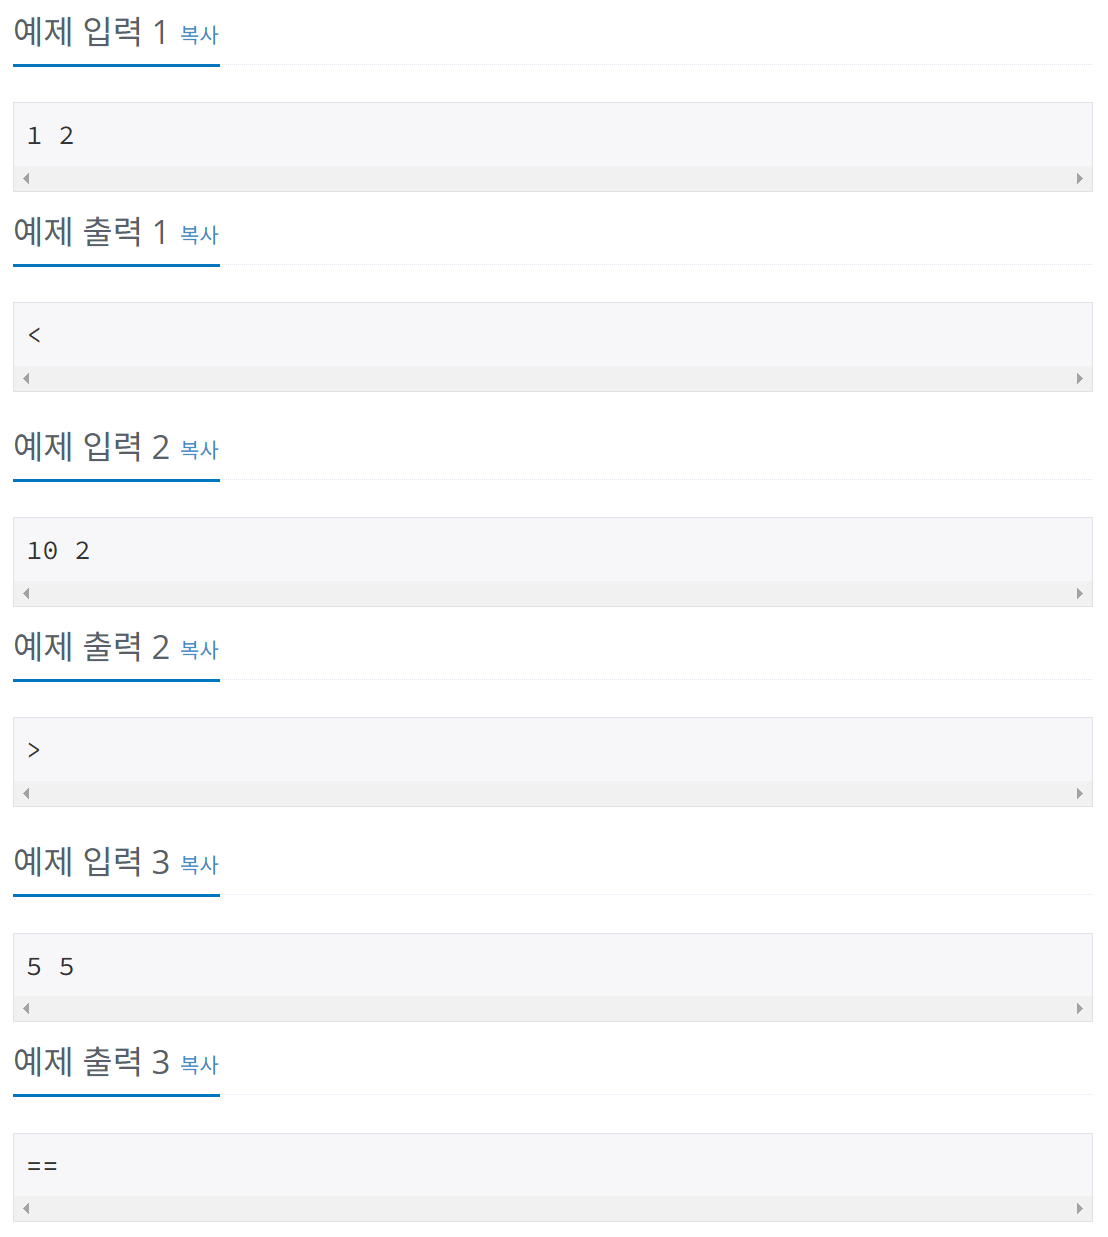 예제 입력 1 복사
1 2
예제 출력 1 복사
<
예제 입력 2 복사
10 2
예제 출력 2 복사
>
예제 입력 3 복사
5 5
예제 출력 3 복사
==